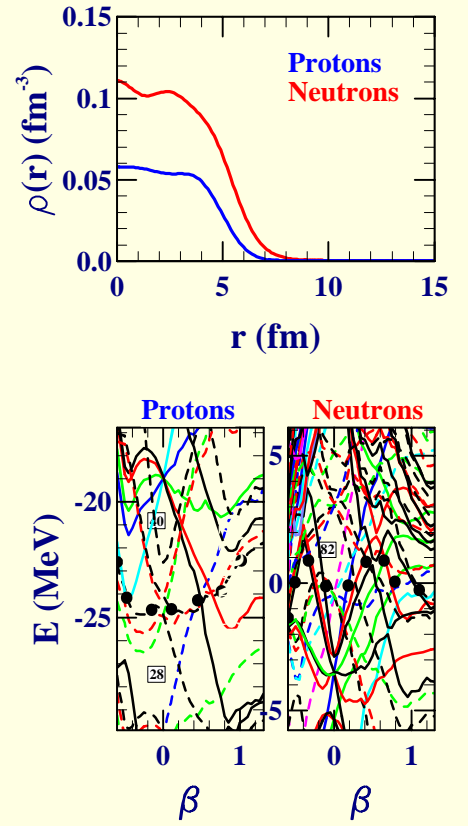 0.15
0.1
0.05
0.0
ρ(r) (fm⁻³)
Protons
Neutrons
0 5 10 15
r (fm)
Protons Neutrons
E (MeV)
-20
-25
40
28
5
0
-5
82
0 1 0 1
β β